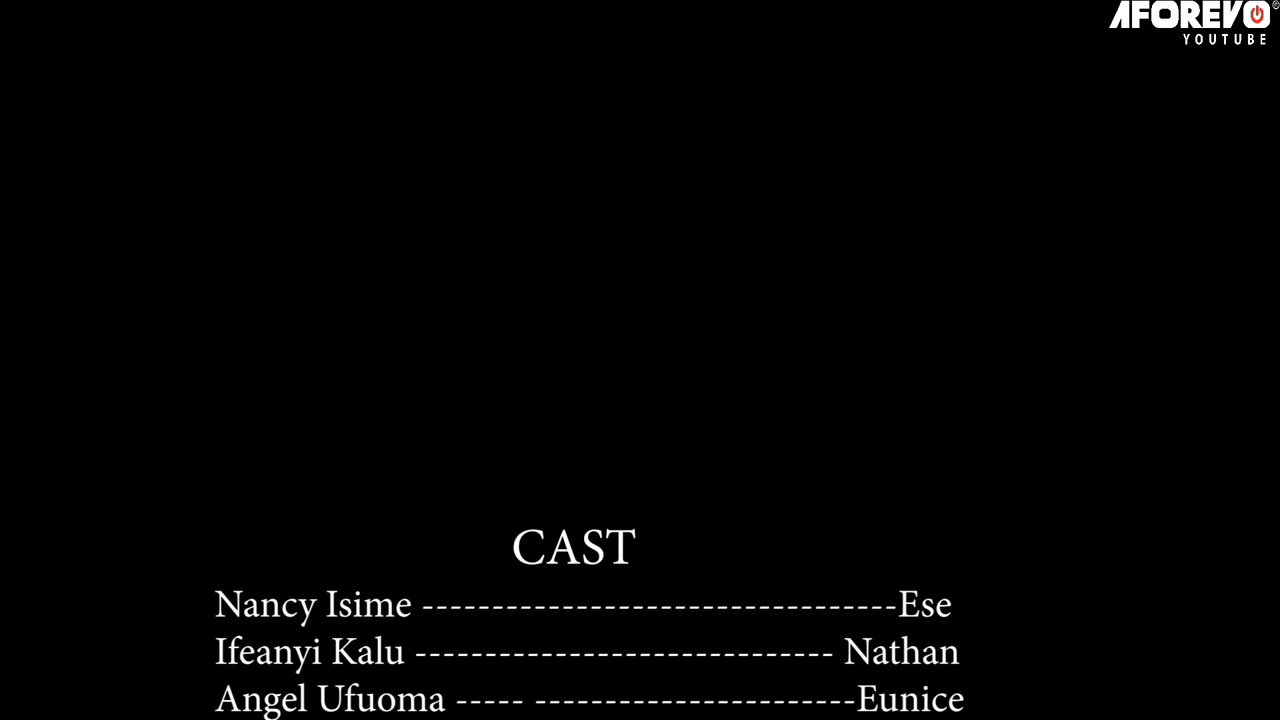 AFOREVO®
YOUTUBE
CAST
Nancy Isime ----------------------------------Ese
Ifeanyi Kalu ------------------------------ Nathan
Angel Ufuoma ----- -----------------------Eunice